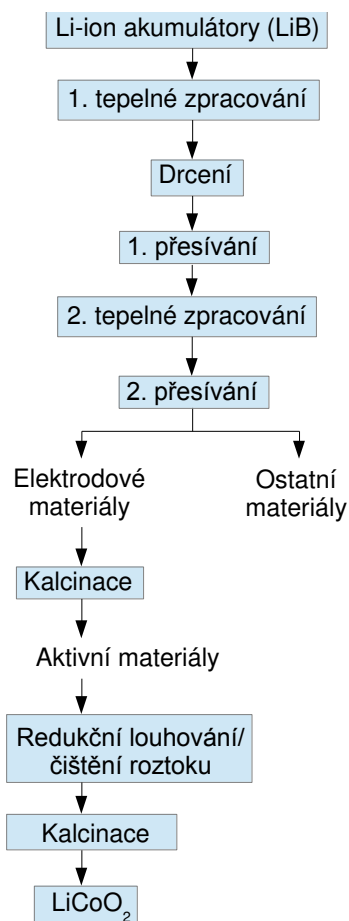 Li-ion akumulátory (LiB)
1. tepelné zpracování
Drcení
1. přesívání
2. tepelné zpracování
2. přesívání
Elektrodové
materiály
Ostatní
materiály
Kalcinace
Aktivní materiály
Redukční louhování/
čištění roztoku
Kalcinace
LiCoO₂